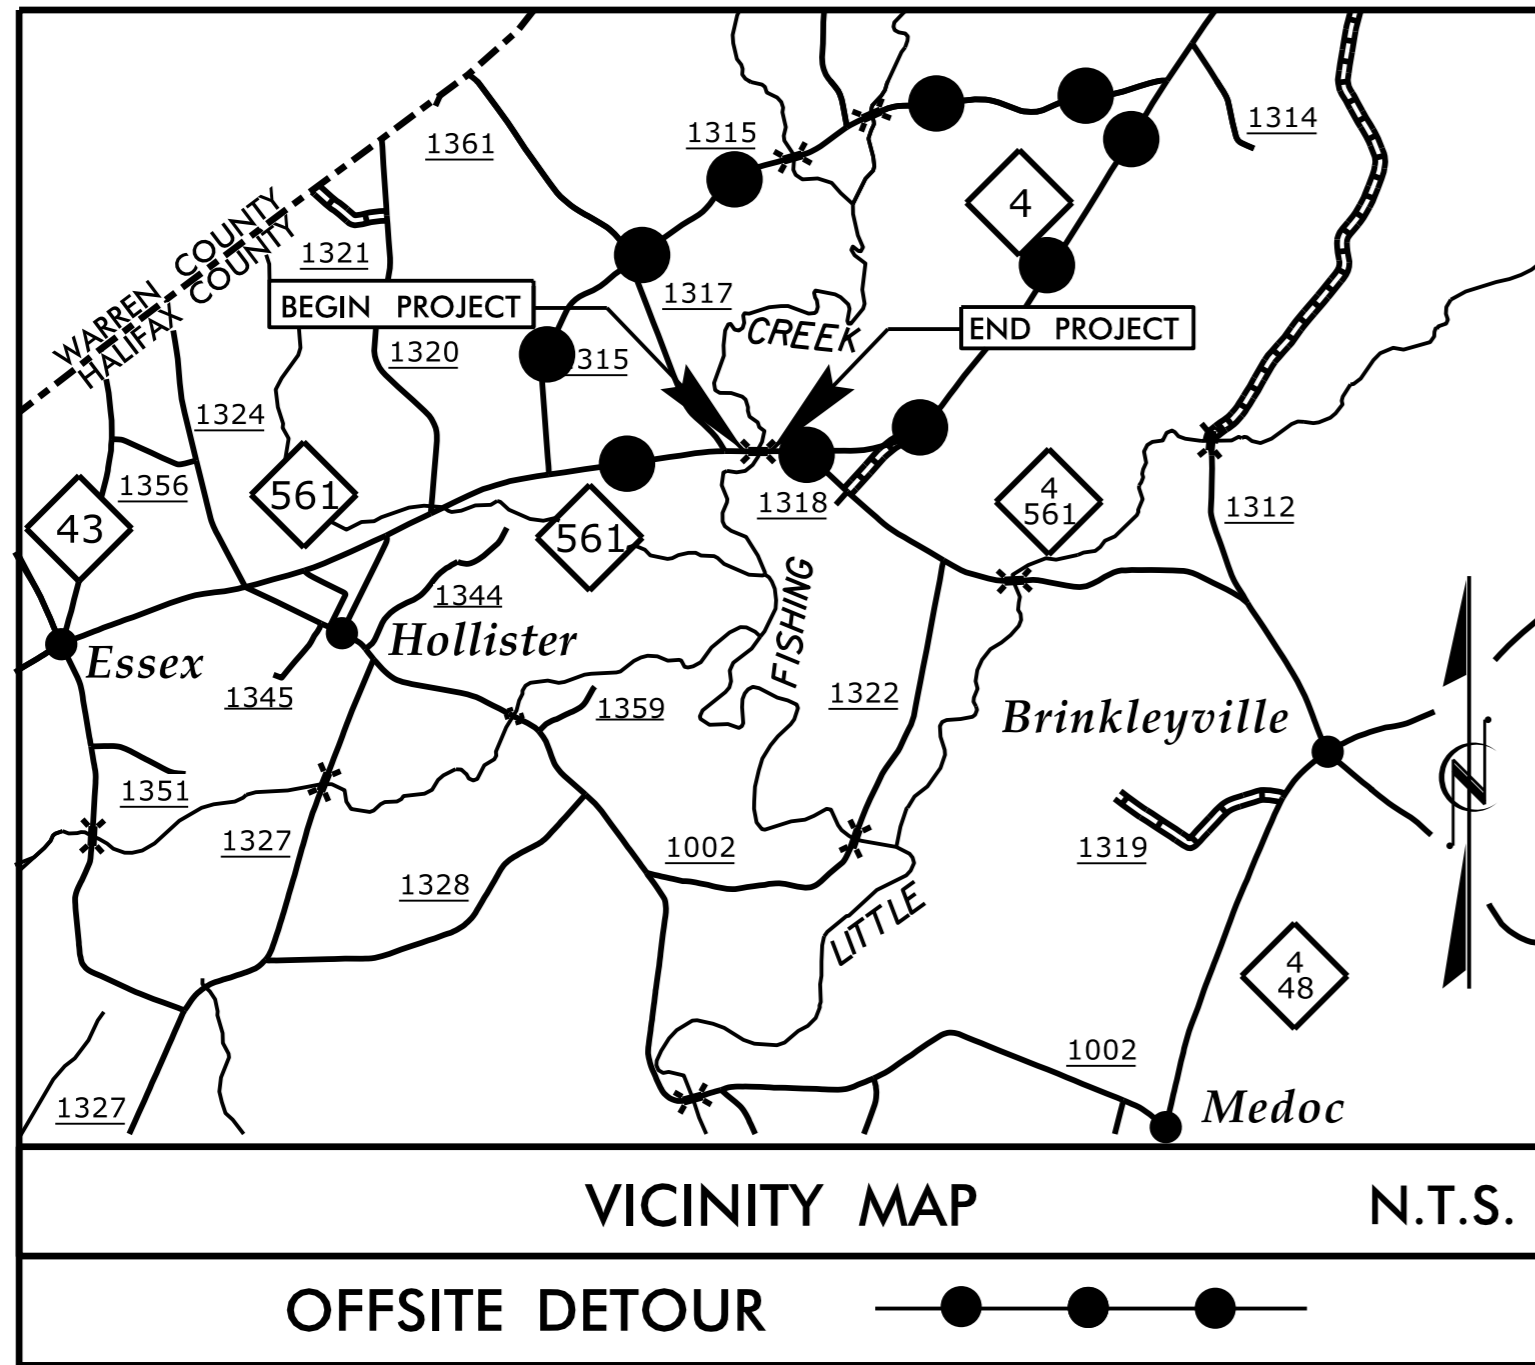 1315
1314
1361
4
WARREN COUNTY
HALIFAX COUNTY
1321
BEGIN PROJECT
1317
CREEK
END PROJECT
1320
315
1324
1356
561
43
561
1318
4
561
1312
1344
FISHING
Hollister
Essex
1345
1359
1322
Brinkleyville
1351
1327
1002
1319
1328
LITTLE
4
48
1002
1327
Medoc
VICINITY MAP
N.T.S.
OFFSITE DETOUR